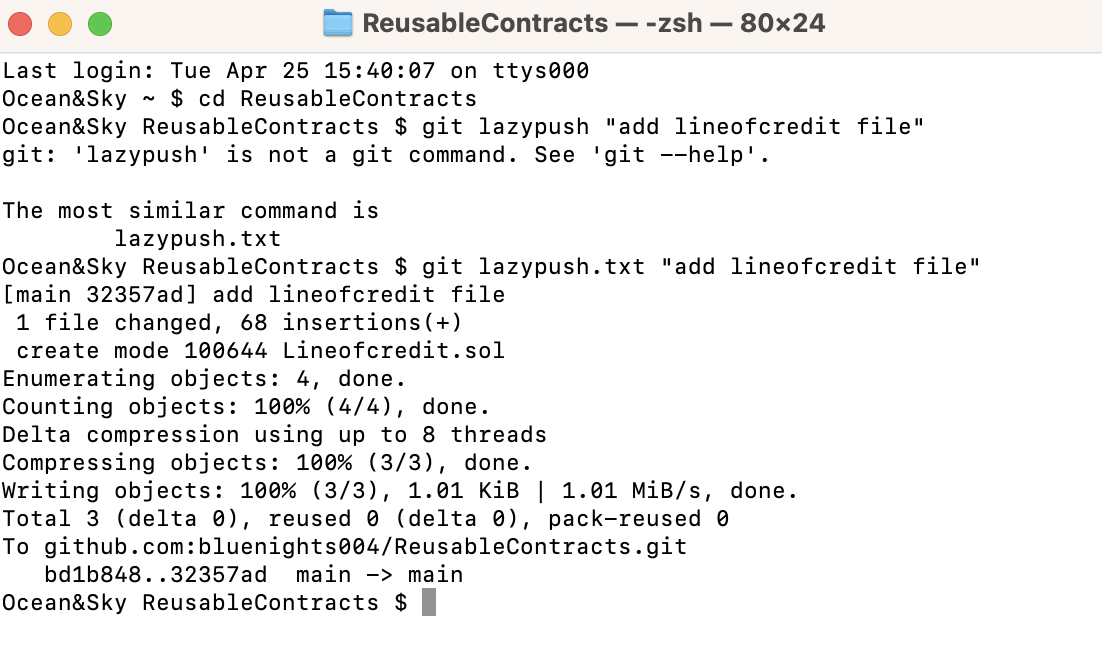 ReusableContracts — -zsh — 80×24
Last login: Tue Apr 25 15:40:07 on ttys000
Ocean&Sky ~ $ cd ReusableContracts
Ocean&Sky ReusableContracts $ git lazypush "add lineofcredit file"
git: 'lazypush' is not a git command. See 'git --help'.
The most similar command is
lazypush.txt
Ocean&Sky ReusableContracts $ git lazypush.txt "add lineofcredit file"
[main 32357ad] add lineofcredit file
1 file changed, 68 insertions(+)
create mode 100644 Lineofcredit.sol
Enumerating objects: 4, done.
Counting objects: 100% (4/4), done.
Delta compression using up to 8 threads
Compressing objects: 100% (3/3), done.
Writing objects: 100% (3/3), 1.01 KiB | 1.01 MiB/s, done.
Total 3 (delta 0), reused 0 (delta 0), pack-reused 0
To github.com:bluenights004/ReusableContracts.git
bd1b848..32357ad  main -> main
Ocean&Sky ReusableContracts $